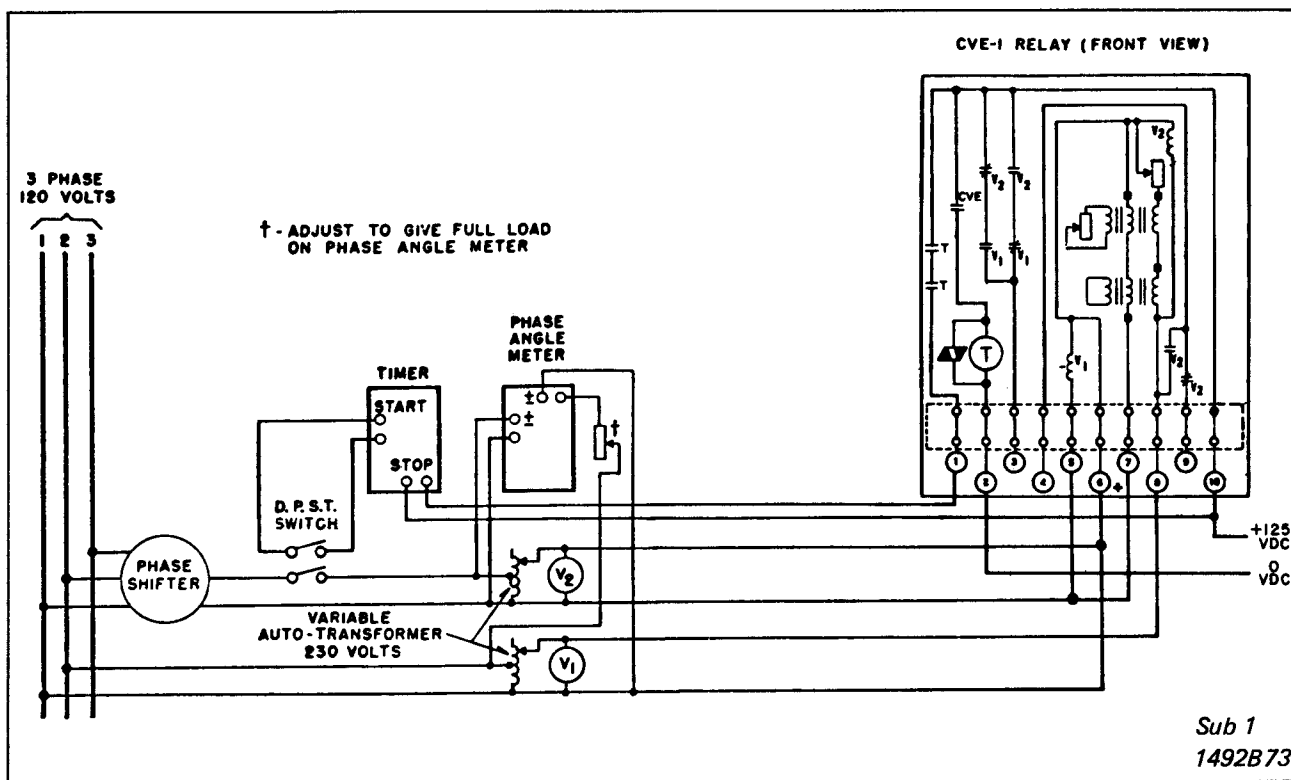 CVE-1 RELAY (FRONT VIEW)
3 PHASE
120 VOLTS
1 2 3
† - ADJUST TO GIVE FULL LOAD
ON PHASE ANGLE METER
V2
CVE
V2
V2
T
V1
V1
T
T
V1
V2
V2
PHASE
ANGLE
METER
TIMER
START
±
±
†
STOP
D. P. S. T.
SWITCH
1
2
3
4
5
6
+
7
8
9
10
+125
VDC
0
VDC
PHASE
SHIFTER
V2
VARIABLE
AUTO-TRANSFORMER
230 VOLTS
V1
Sub 1
1492B73